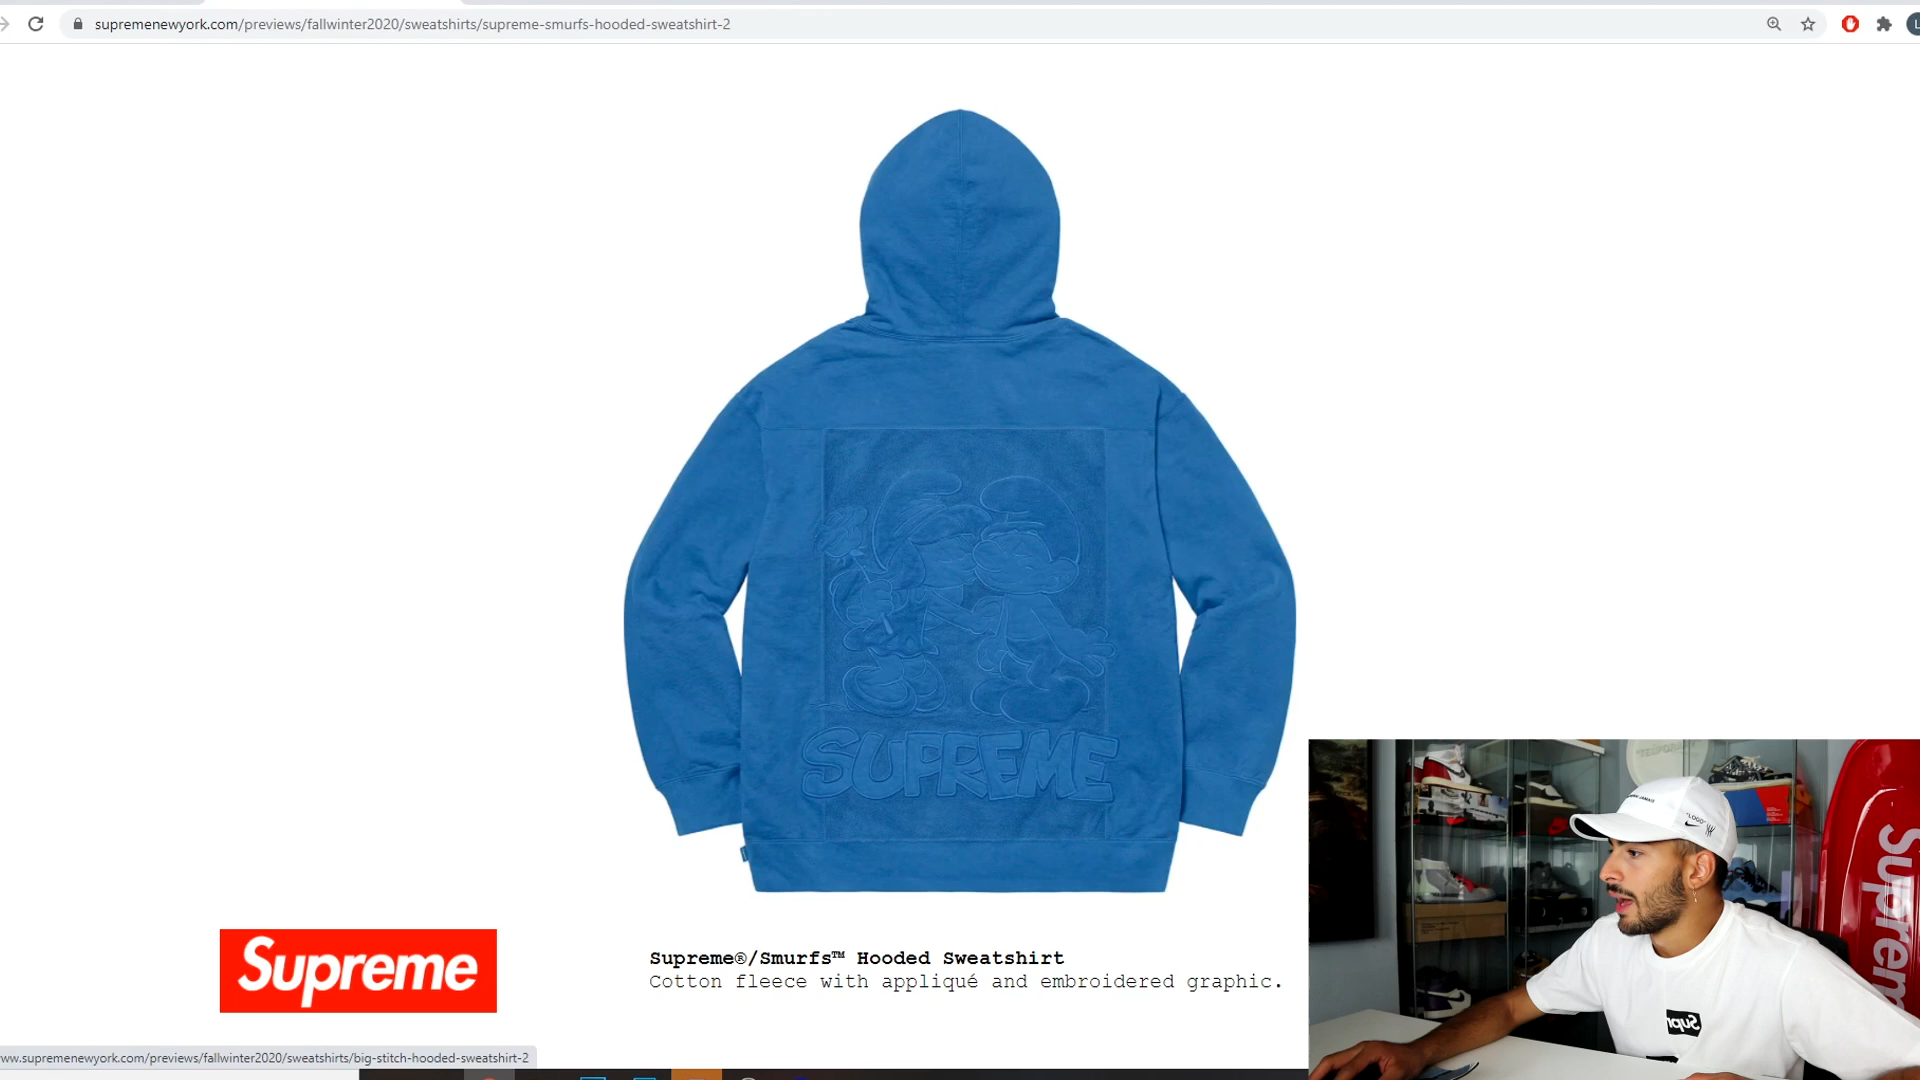 supremenewyork.com/previews/fallwinter2020/sweatshirts/supreme-smurfs-hooded-sweatshirt-2
SUPREME
Supreme
Supreme®/Smurfs™ Hooded Sweatshirt
Cotton fleece with appliqué and embroidered graphic.
ww.supremenewyork.com/previews/fallwinter2020/sweatshirts/big-stitch-hooded-sweatshirt-2
"LOGO"
Supreme